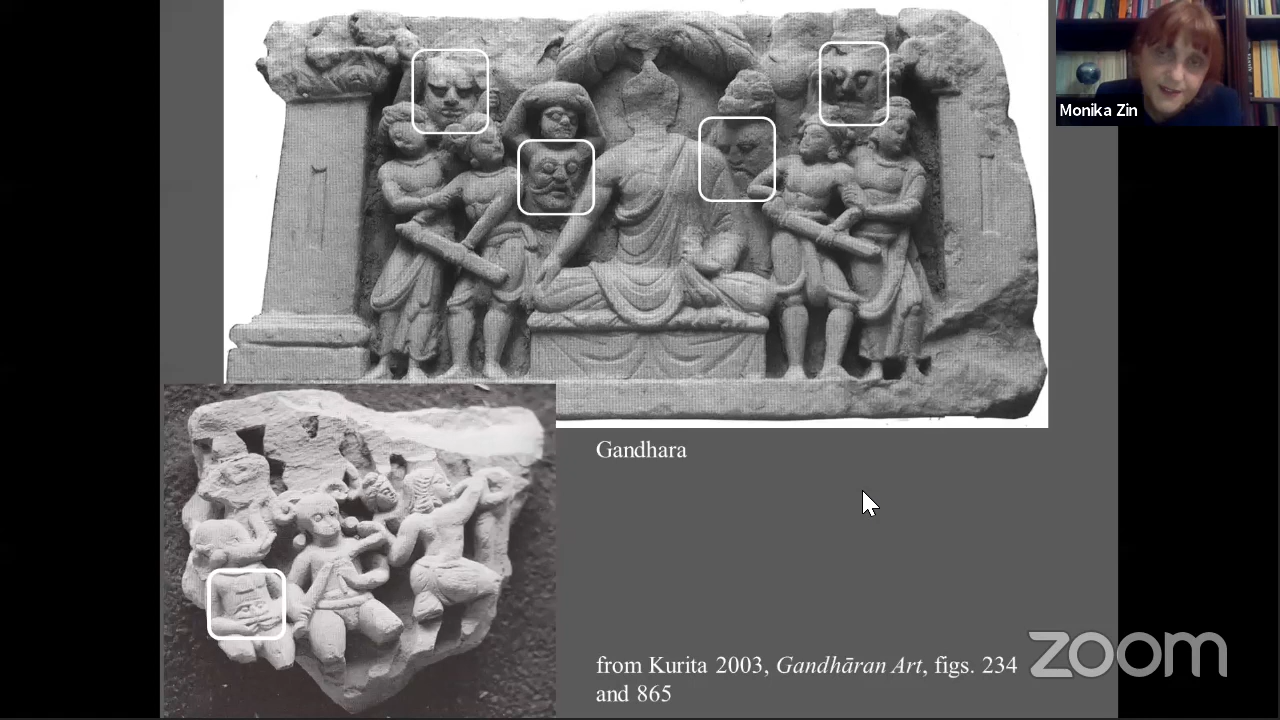 Monika Zin
Gandhara
from Kurita 2003, Gandhāran Art, figs. 234
and 865
zoom